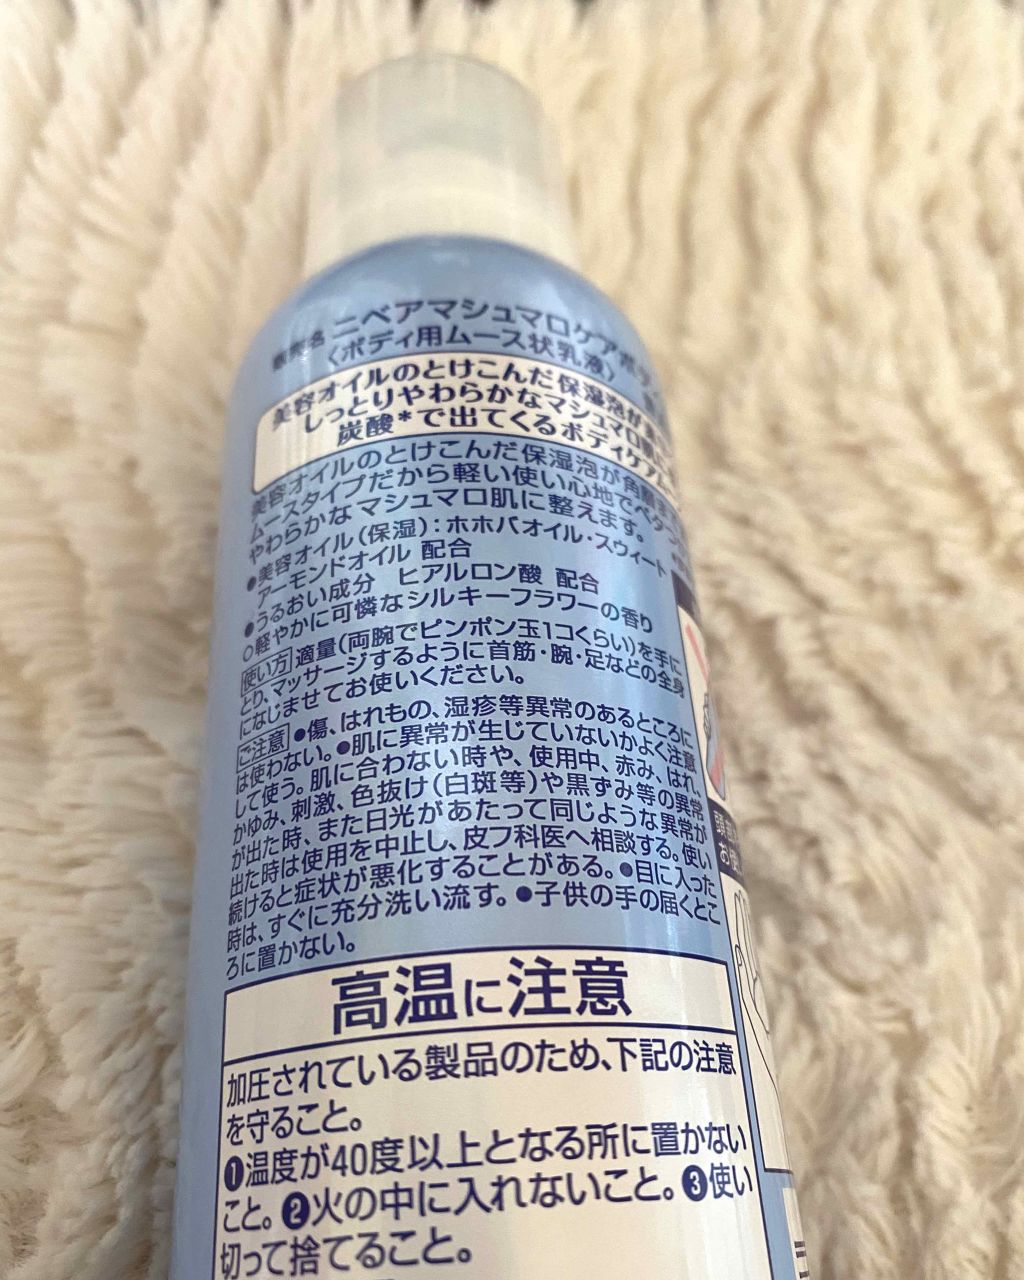 ニベアマシュマロケアボディ
〈ボディ用ムース状乳液〉
美容オイルのとけこんだ保湿泡が
しっとりやわらかなマシュマロ肌に
炭酸*で出てくるボディケアムース
美容オイルのとけこんだ保湿泡が角層まで
ムースタイプだから軽い使い心地でベタつ
やわらかなマシュマロ肌に整えます。
●美容オイル(保湿):ホホバオイル・スウィート
アーモンドオイル 配合
●うるおい成分 ヒアルロン酸 配合
○軽やかに可憐なシルキーフラワーの香り
使い方 適量(両腕でピンポン玉1コくらい)を手に
とり、マッサージするように首筋・腕・足などの全身
になじませてお使いください。
ご注意 ●傷、はれもの、湿疹等異常のあるところに
は使わない。●肌に異常が生じていないかよく注意
して使う。肌に合わない時や、使用中、赤み、はれ、
かゆみ、刺激、色抜け(白斑等)や黒ずみ等の異常
が出た時、また日光があたって同じような異常が
出た時は使用を中止し、皮フ科医へ相談する。使い
続けると症状が悪化することがある。●目に入った
時は、すぐに充分洗い流す。●子供の手の届くとこ
ろに置かない。
高温に注意
加圧されている製品のため、下記の注意
を守ること。
❶温度が40度以上となる所に置かない
こと。❷火の中に入れないこと。❸使い
切って捨てること。